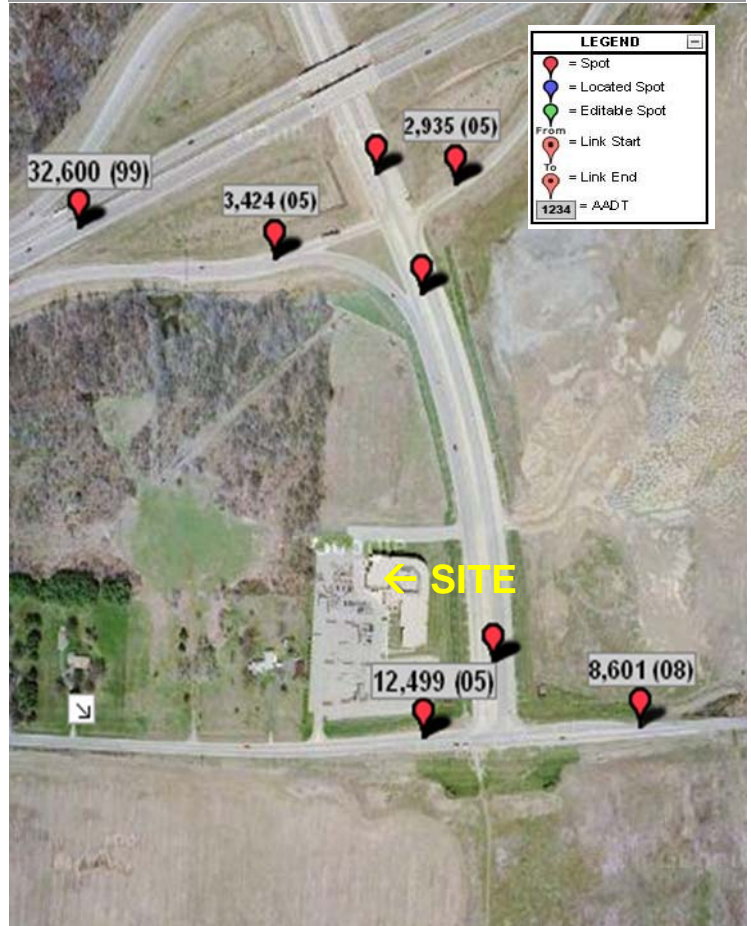 LEGEND
= Spot
= Located Spot
= Editable Spot
From
= Link Start
To
= Link End
1234 = AADT
2,935 (05)
32,600 (99)
3,424 (05)
← SITE
12,499 (05)
8,601 (08)